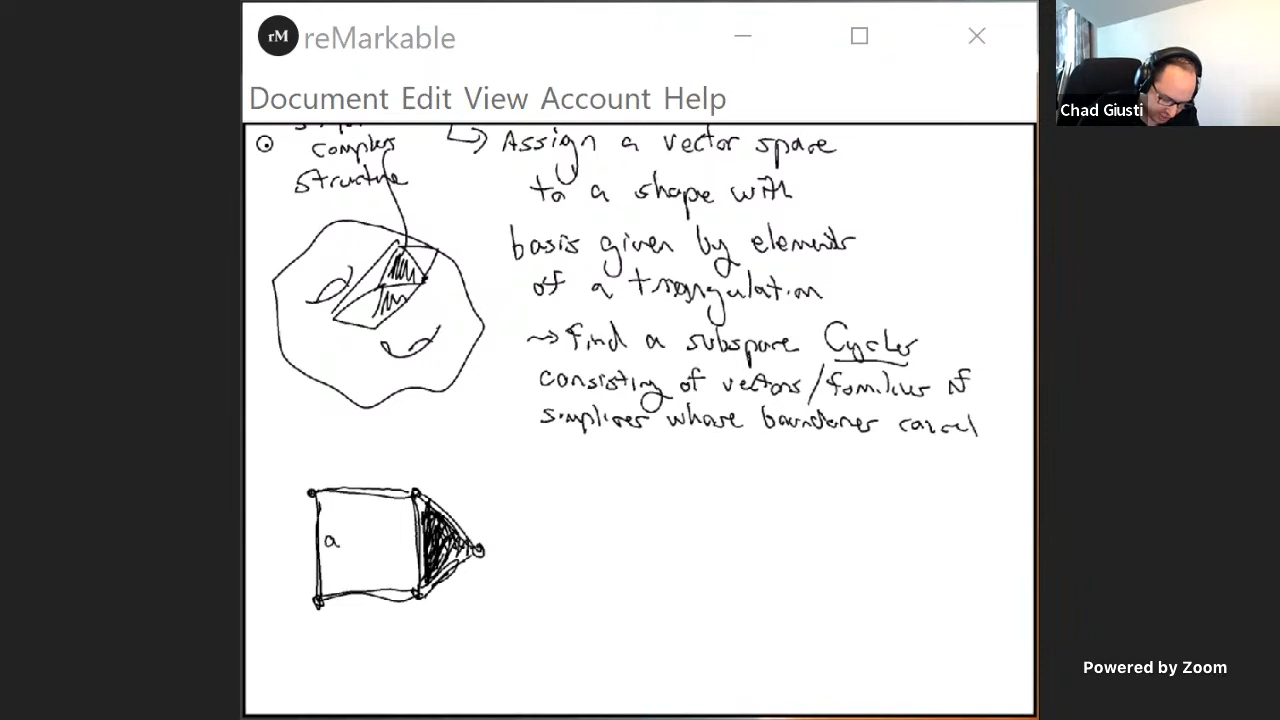 rM reMarkable
Document Edit View Account Help
complex
structure
↳ Assign a vector space
to a shape with
basis given by elements
of a triangulation
⇝ Find a subspace Cycles
consisting of vectors/families of
simplices whose boundaries cancel
a
Chad Giusti
Powered by Zoom